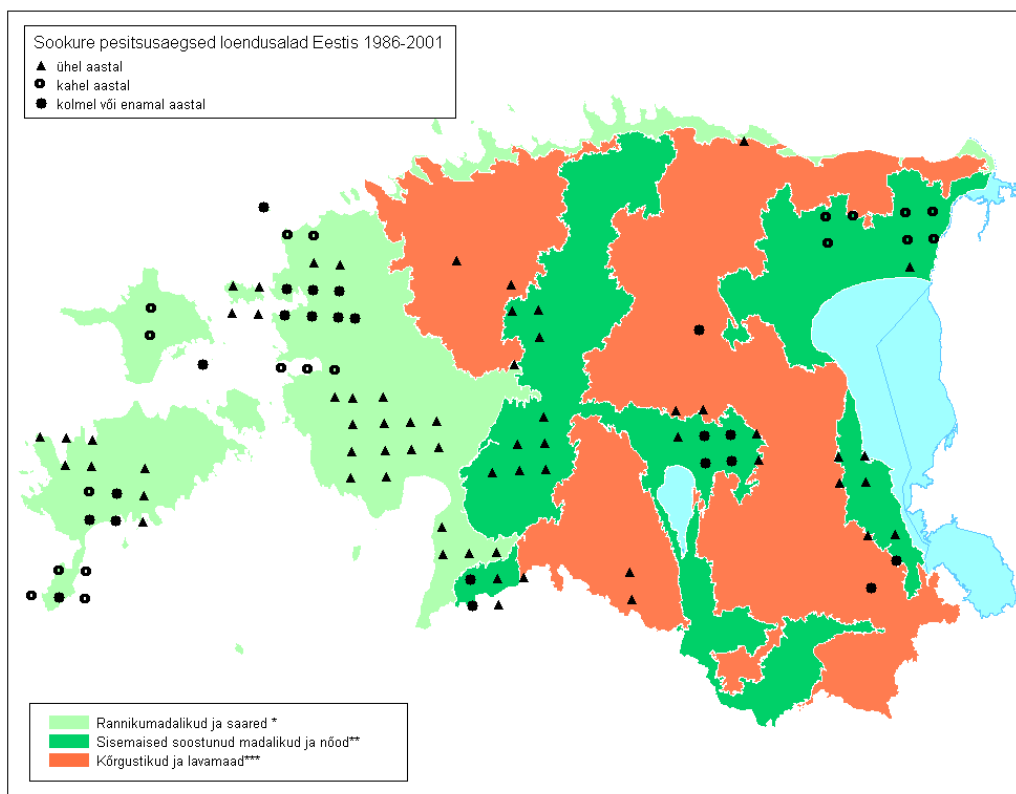 Sookure pesitsusaegsed loendusalad Eestis 1986-2001
ühel aastal
kahel aastal
kolmel või enamal aastal
Rannikumadalikud ja saared *
Sisemaised soostunud madalikud ja nõod**
Kõrgustikud ja lavamaad***